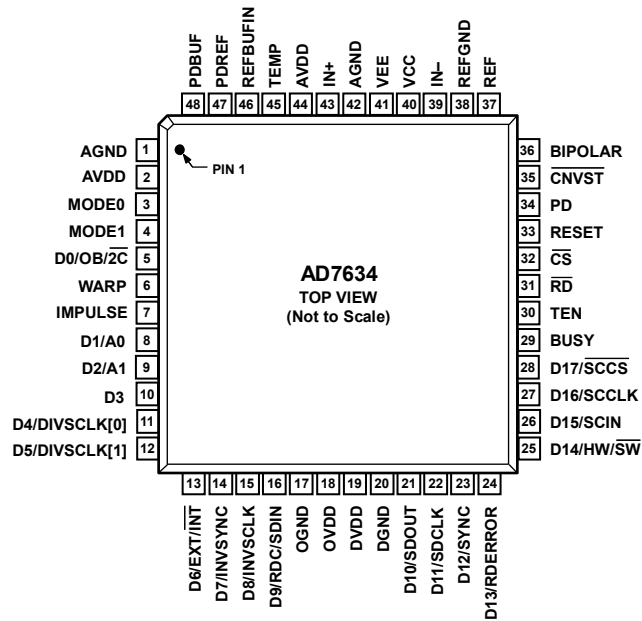 PDBUF
PDREF
REFBUFIN
TEMP
AVDD
IN+
AGND
VEE
VCC
IN–
REFGND
REF
48
47
46
45
44
43
42
41
40
39
38
37
AGND 1
AVDD 2
MODE0 3
MODE1 4
D0/OB/2C̅ 5
WARP 6
IMPULSE 7
D1/A0 8
D2/A1 9
D3 10
D4/DIVSCLK[0] 11
D5/DIVSCLK[1] 12
PIN 1
AD7634
TOP VIEW
(Not to Scale)
36 BIPOLAR
35 C̅N̅V̅S̅T̅
34 PD
33 RESET
32 C̅S̅
31 R̅D̅
30 TEN
29 BUSY
28 D17/S̅C̅C̅S̅
27 D16/SCCLK
26 D15/SCIN
25 D14/HW/S̅W̅
13
14
15
16
17
18
19
20
21
22
23
24
D6/EXT/I̅N̅T̅
D7/INVSYNC
D8/INVSCLK
D9/RDC/SDIN
OGND
OVDD
DVDD
DGND
D10/SDOUT
D11/SDCLK
D12/SYNC
D13/RDERROR